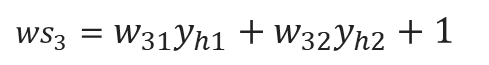 ws₃ = w₃₁yₕ₁ + w₃₂yₕ₂ + 1